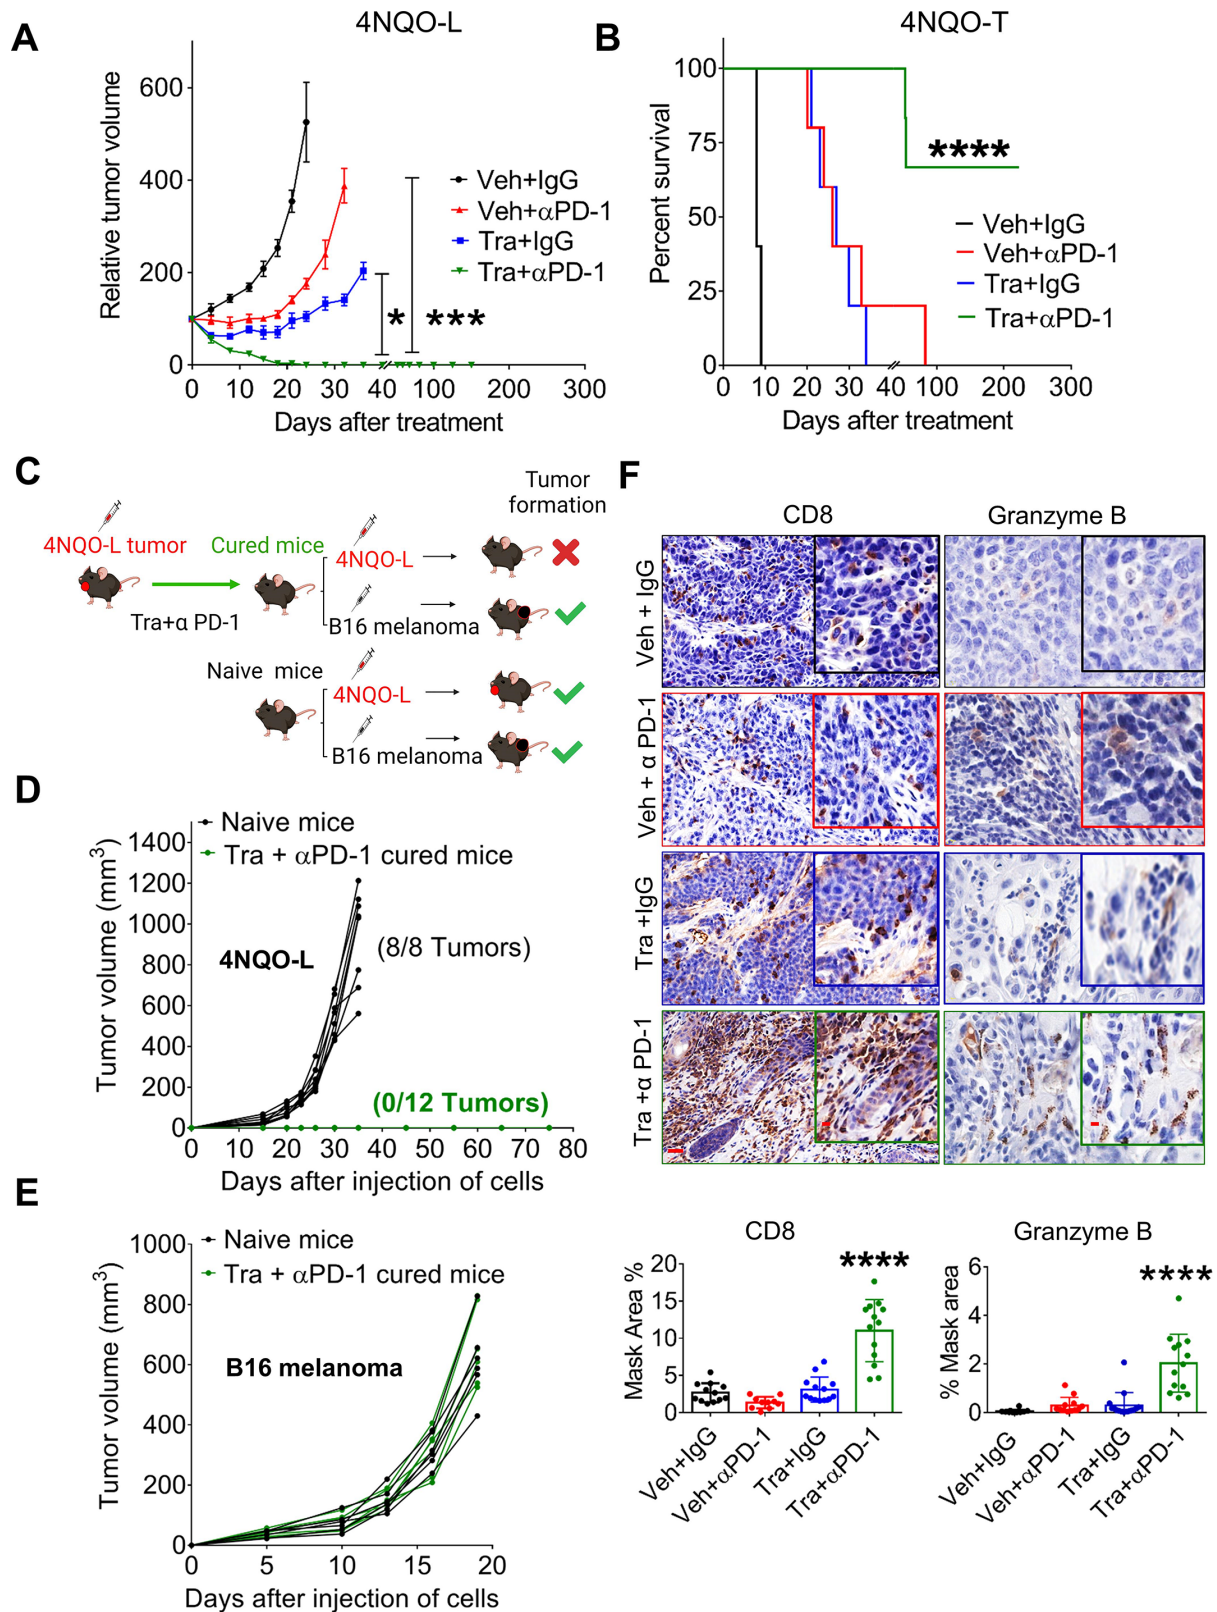 A
4NQO-L
Relative tumor volume
600
400
200
0
Veh+IgG
Veh+αPD-1
Tra+IgG
Tra+αPD-1
*
***
0 10 20 30 40 100 200 300
Days after treatment
B
4NQO-T
Percent survival
100
75
50
25
0
****
Veh+IgG
Veh+αPD-1
Tra+IgG
Tra+αPD-1
0 10 20 30 40 100 200 300
Days after treatment
C
Tumor
formation
4NQO-L tumor
Cured mice
4NQO-L
Tra+α PD-1
B16 melanoma
Naive mice
4NQO-L
B16 melanoma
D
Naive mice
Tra + αPD-1 cured mice
Tumor volume (mm³)
1400
1200
1000
800
600
400
200
0
4NQO-L
(8/8 Tumors)
(0/12 Tumors)
0 10 20 30 40 50 60 70 80
Days after injection of cells
E
Naive mice
Tra + αPD-1 cured mice
Tumor volume (mm³)
1000
800
600
400
200
0
B16 melanoma
0 5 10 15 20
Days after injection of cells
F
CD8
Granzyme B
Veh + IgG
Veh + α PD-1
Tra +IgG
Tra +α PD-1
CD8
****
Mask Area %
20
15
10
5
0
Veh+IgG
Veh+αPD-1
Tra+IgG
Tra+αPD-1
Granzyme B
****
% Mask area
6
4
2
0
Veh+IgG
Veh+αPD-1
Tra+IgG
Tra+αPD-1